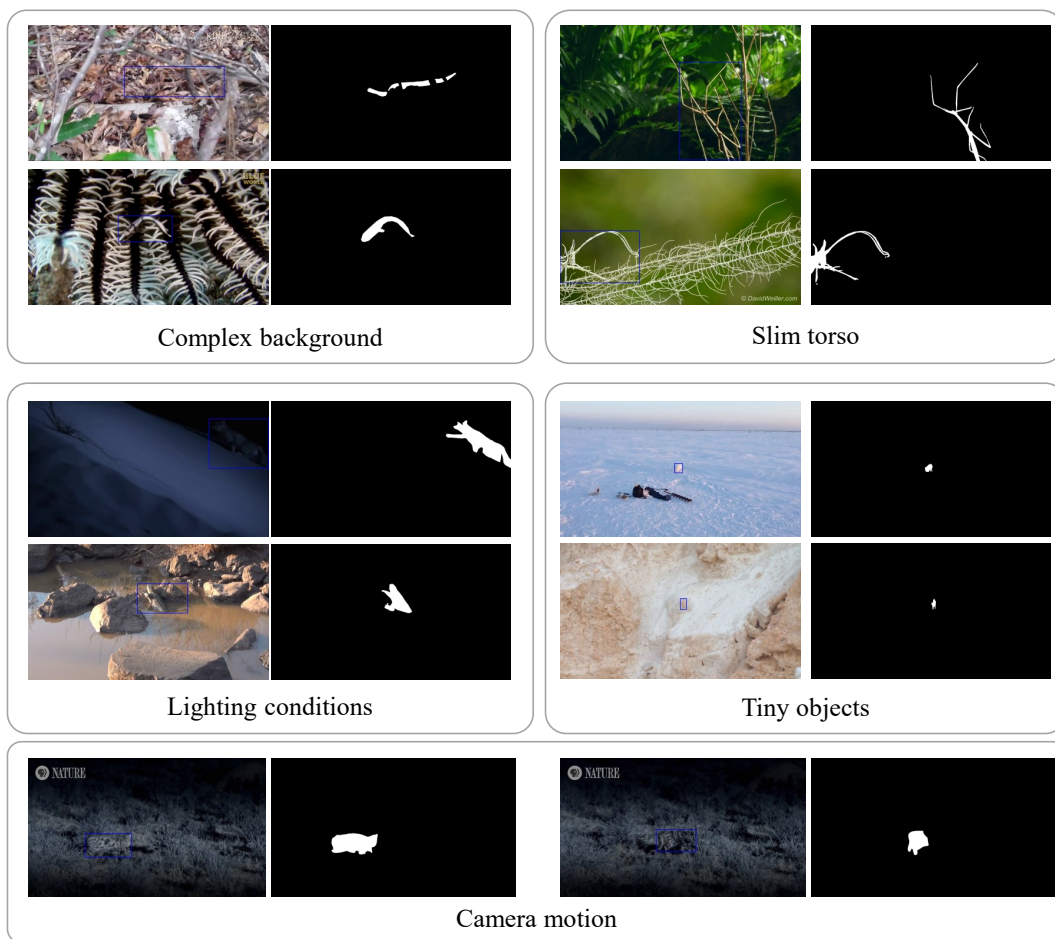 Complex background
© DavidWeiller.com
Slim torso
Lighting conditions
Tiny objects
NATURE
NATURE
Camera motion